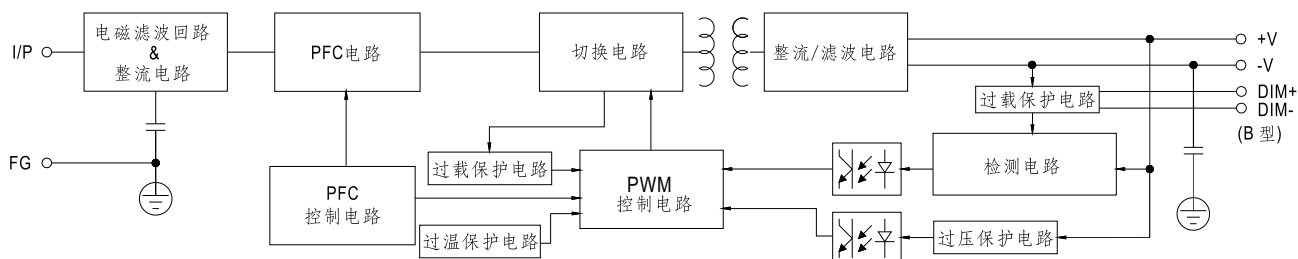 I/P
电磁滤波回路
&
整流电路
PFC电路
切换电路
整流/滤波电路
+V
-V
DIM+
DIM-
(B 型)
过载保护电路
检测电路
FG
过载保护电路
PFC
控制电路
PWM
控制电路
过温保护电路
过压保护电路